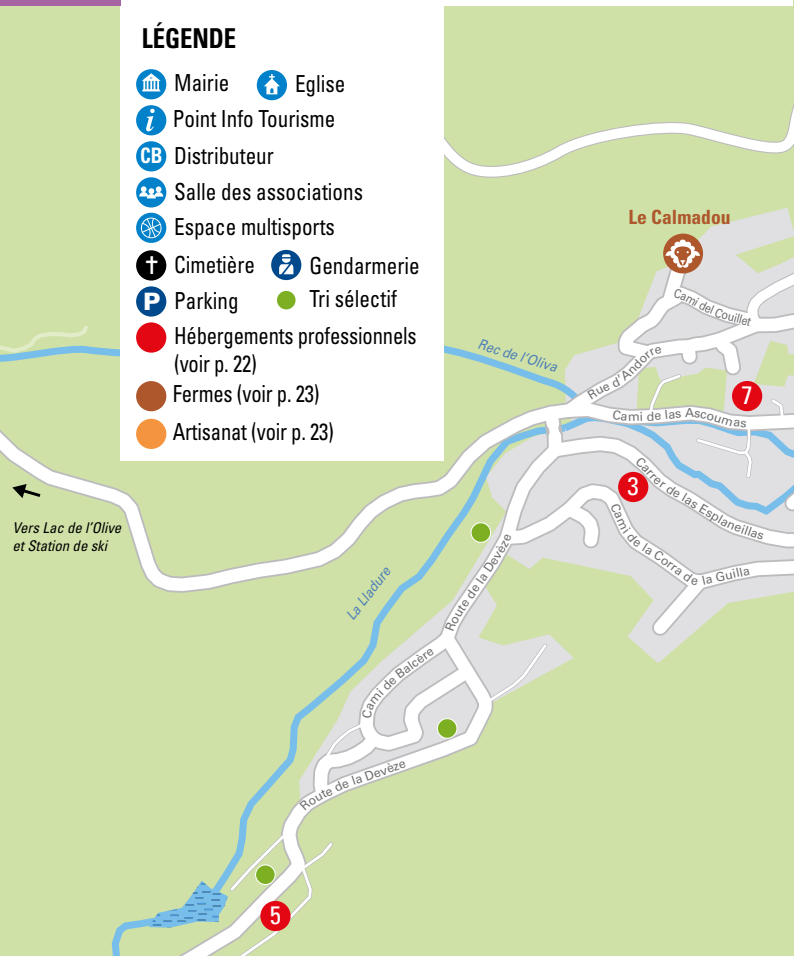 LÉGENDE
Mairie
Eglise
Point Info Tourisme
CB Distributeur
Salle des associations
Espace multisports
Cimetière
Gendarmerie
P Parking
Tri sélectif
Hébergements professionnels
(voir p. 22)
Fermes (voir p. 23)
Artisanat (voir p. 23)
Le Calmadou
Cami del Couillet
Rec de l'Oliva
Rue d'Andorre
7
Cami de las Ascoumas
3
Carrer de las Esplaneillas
Cami de la Corra de la Guilla
Vers Lac de l'Olive
et Station de ski
La Lladure
Route de la Devèze
Cami de Balcère
Route de la Devèze
5